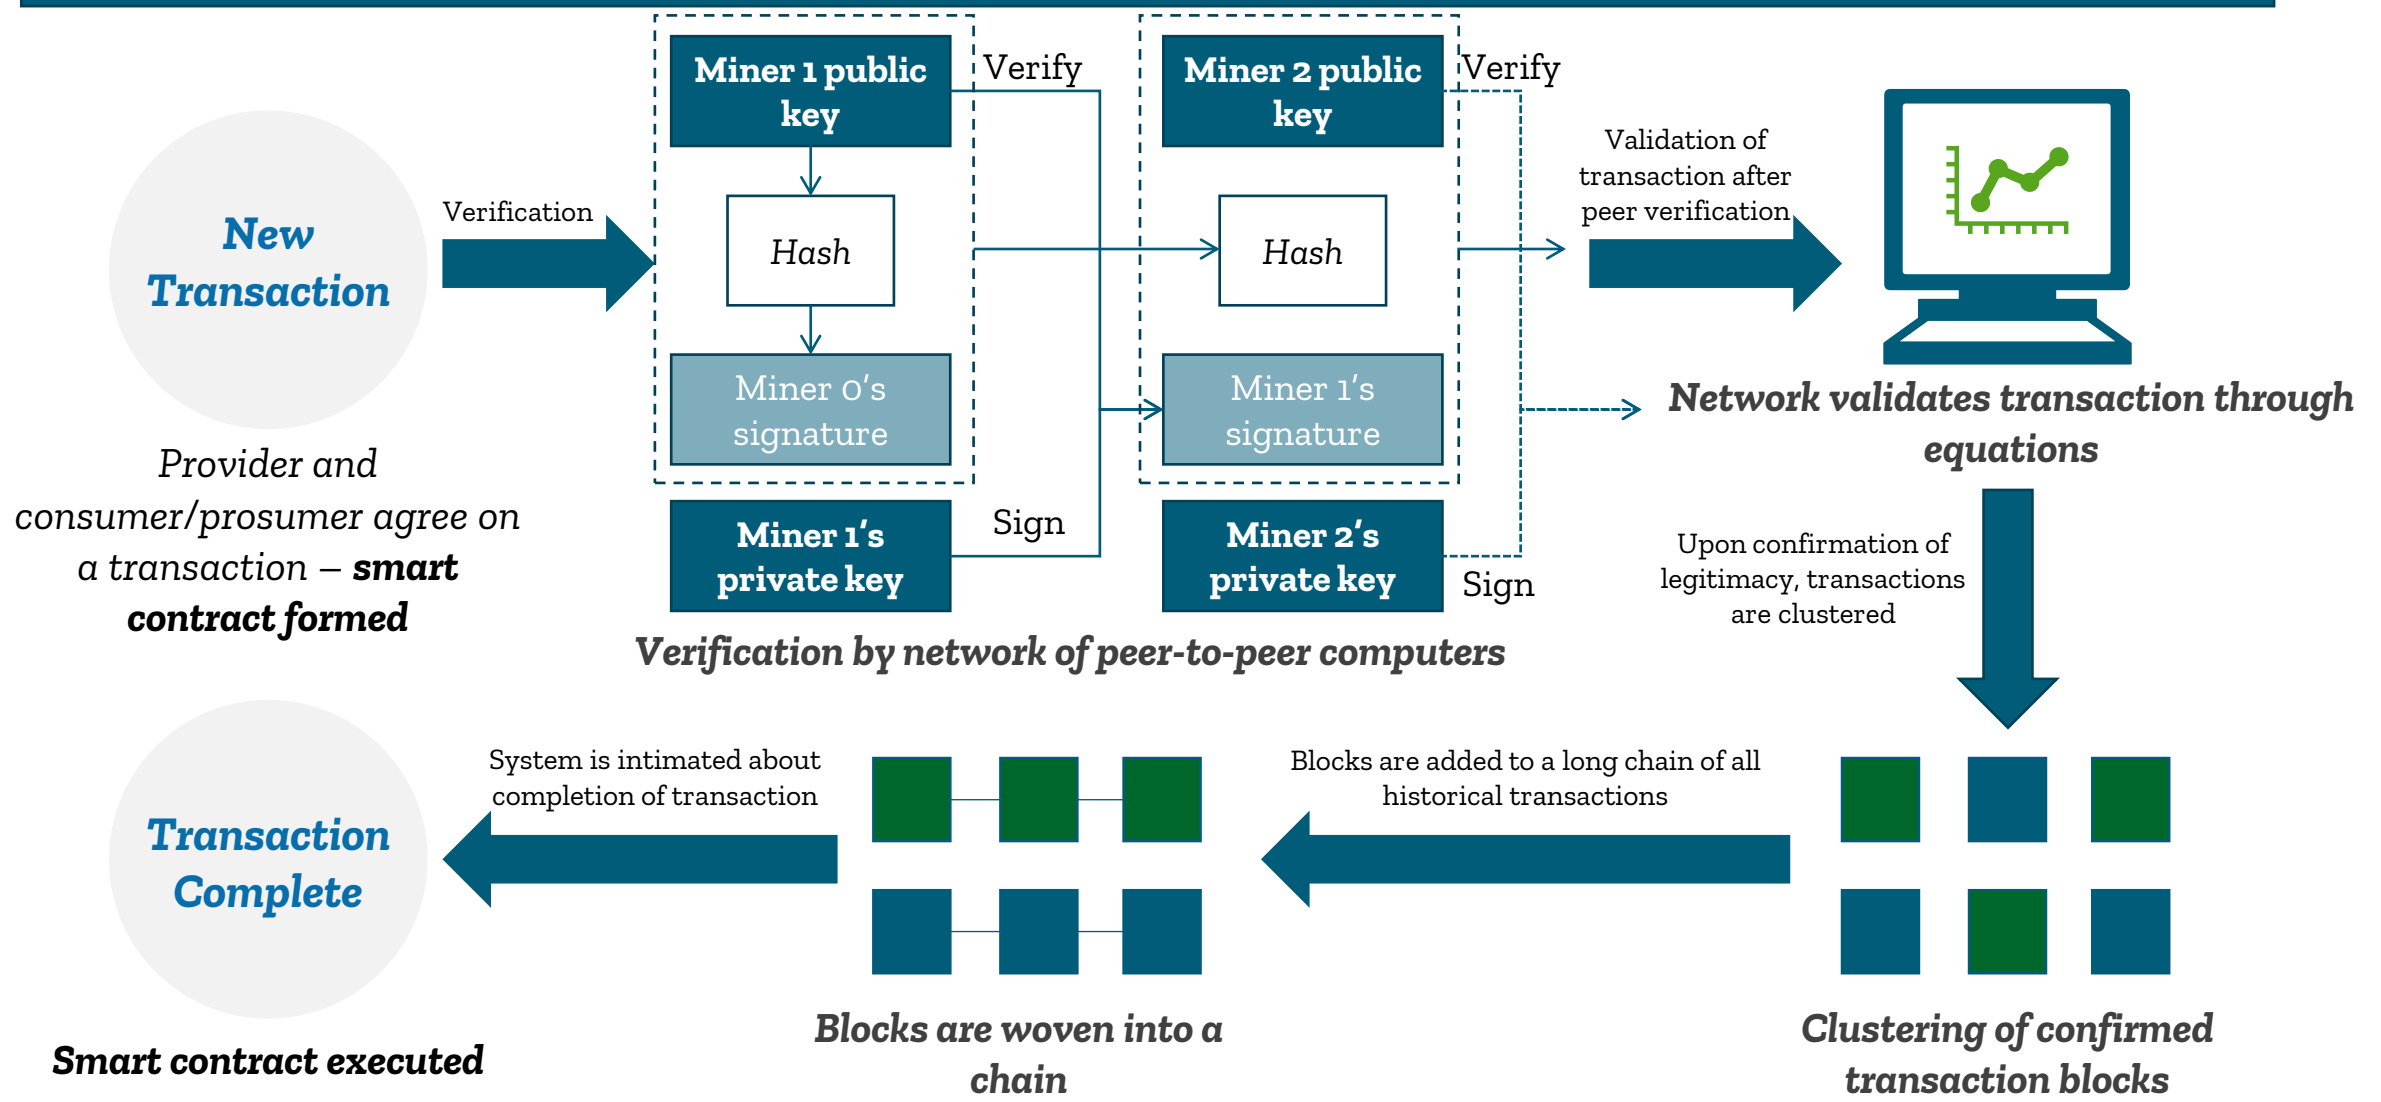 New
Transaction
Provider and
consumer/prosumer agree on
a transaction – smart
contract formed
Verification
Miner 1 public
key
Hash
Miner 0's
signature
Miner 1's
private key
Verify
Sign
Miner 2 public
key
Hash
Miner 1's
signature
Miner 2's
private key
Verify
Sign
Verification by network of peer-to-peer computers
Validation of
transaction after
peer verification
Network validates transaction through
equations
Upon confirmation of
legitimacy, transactions
are clustered
Clustering of confirmed
transaction blocks
Blocks are added to a long chain of all
historical transactions
Blocks are woven into a
chain
System is intimated about
completion of transaction
Transaction
Complete
Smart contract executed